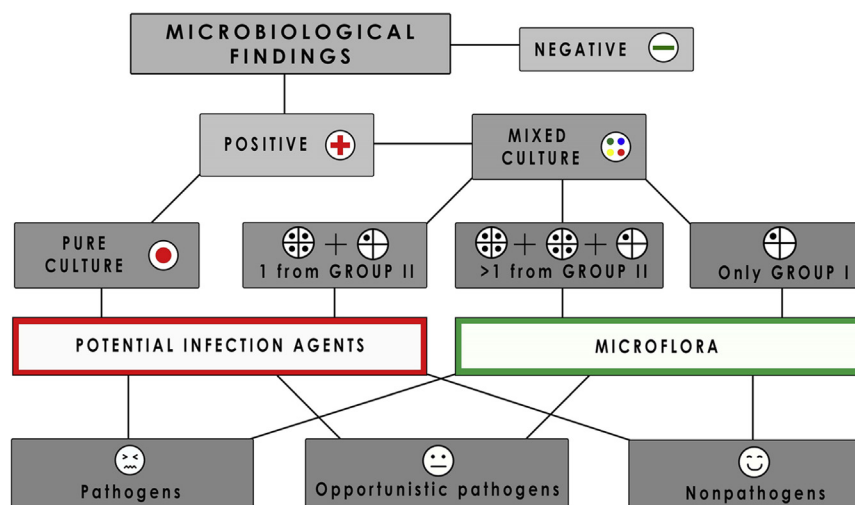 MICROBIOLOGICAL
FINDINGS
NEGATIVE
POSITIVE
MIXED
CULTURE
PURE
CULTURE
1 from GROUP II
>1 from GROUP II
Only GROUP I
POTENTIAL INFECTION AGENTS
MICROFLORA
Pathogens
Opportunistic pathogens
Nonpathogens